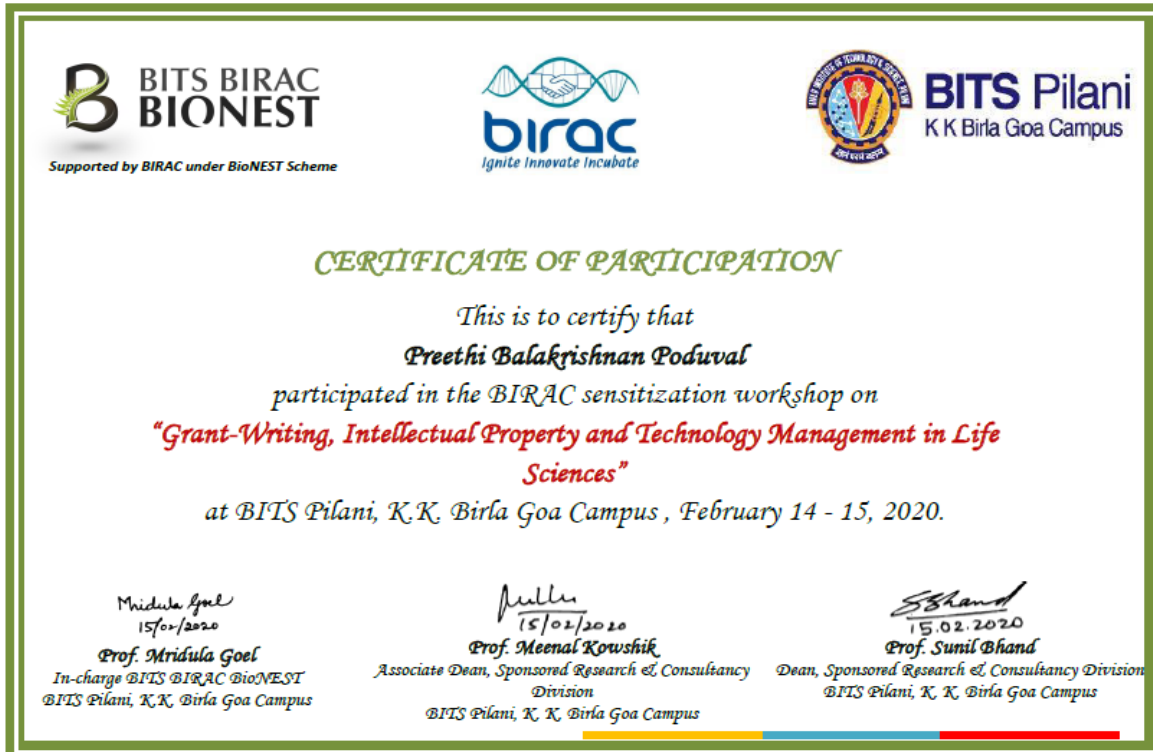 BITS BIRAC
BIONEST
Supported by BIRAC under BioNEST Scheme
birac
Ignite Innovate Incubate
BITS Pilani
K K Birla Goa Campus
CERTIFICATE OF PARTICIPATION
This is to certify that
Preethi Balakrishnan Poduval
participated in the BIRAC sensitization workshop on
“Grant-Writing, Intellectual Property and Technology Management in Life
Sciences”
at BITS Pilani, K.K. Birla Goa Campus , February 14 - 15, 2020.
Mridula Goel
15/02/2020
Prof. Mridula Goel
In-charge BITS BIRAC BioNEST
BITS Pilani, K.K. Birla Goa Campus
15/02/2020
Prof. Meenal Kowshik
Associate Dean, Sponsored Research & Consultancy
Division
BITS Pilani, K. K. Birla Goa Campus
SBhand
15.02.2020
Prof. Sunil Bhand
Dean, Sponsored Research & Consultancy Division
BITS Pilani, K. K. Birla Goa Campus